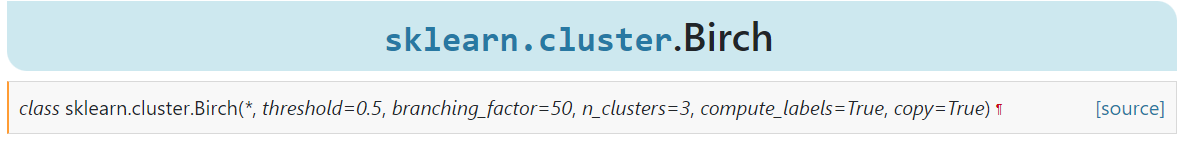 sklearn.cluster.Birch
class sklearn.cluster.Birch(*, threshold=0.5, branching_factor=50, n_clusters=3, compute_labels=True, copy=True) ¶ [source]